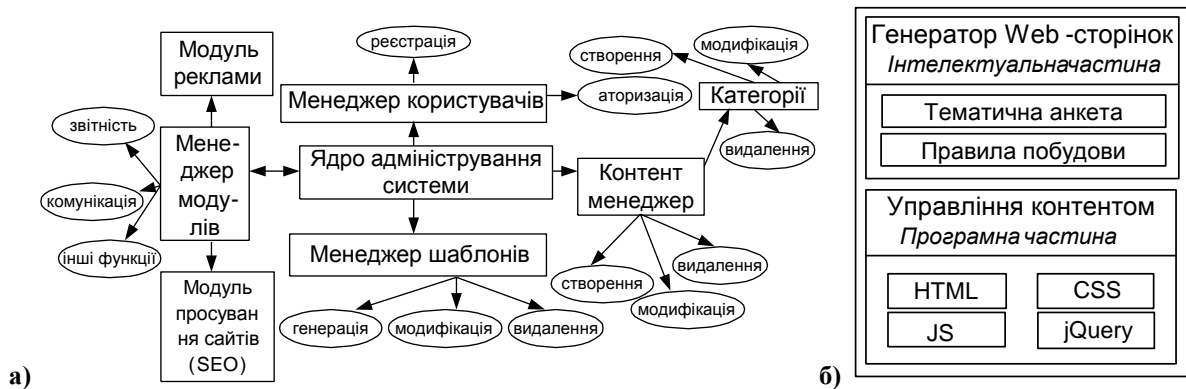 Модуль
реклами
реєстрація
Менеджер користувачів
створення
модифікація
аторизація
Категорії
видалення
звітність
комунікація
інші функції
Мене-
джер
моду-
лів
Ядро адміністрування
системи
Контент
менеджер
Менеджер шаблонів
створення
видалення
модифікація
генерація
модифікація
видалення
Модуль
просуван
ня сайтів
(SEO)
а)
Генератор Web -сторінок
Інтелектуальначастина
Тематична анкета
Правила побудови
Управління контентом
Програмна частина
HTML
CSS
JS
jQuery
б)